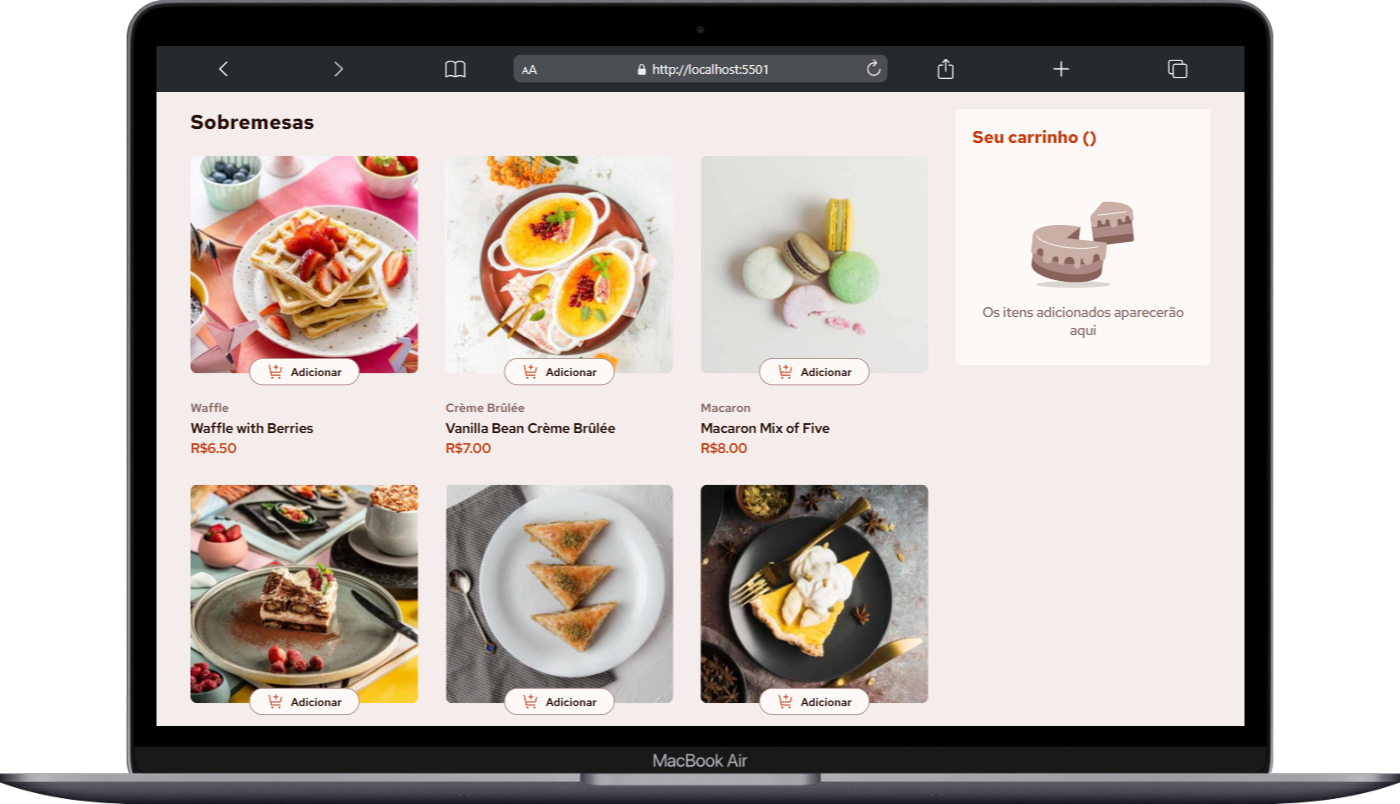 AA
http://localhost:5501
Sobremesas
Seu carrinho ()
Os itens adicionados aparecerão
aqui
Adicionar
Adicionar
Adicionar
Waffle
Waffle with Berries
R$6.50
Crème Brûlée
Vanilla Bean Crème Brûlée
R$7.00
Macaron
Macaron Mix of Five
R$8.00
Adicionar
Adicionar
Adicionar
MacBook Air